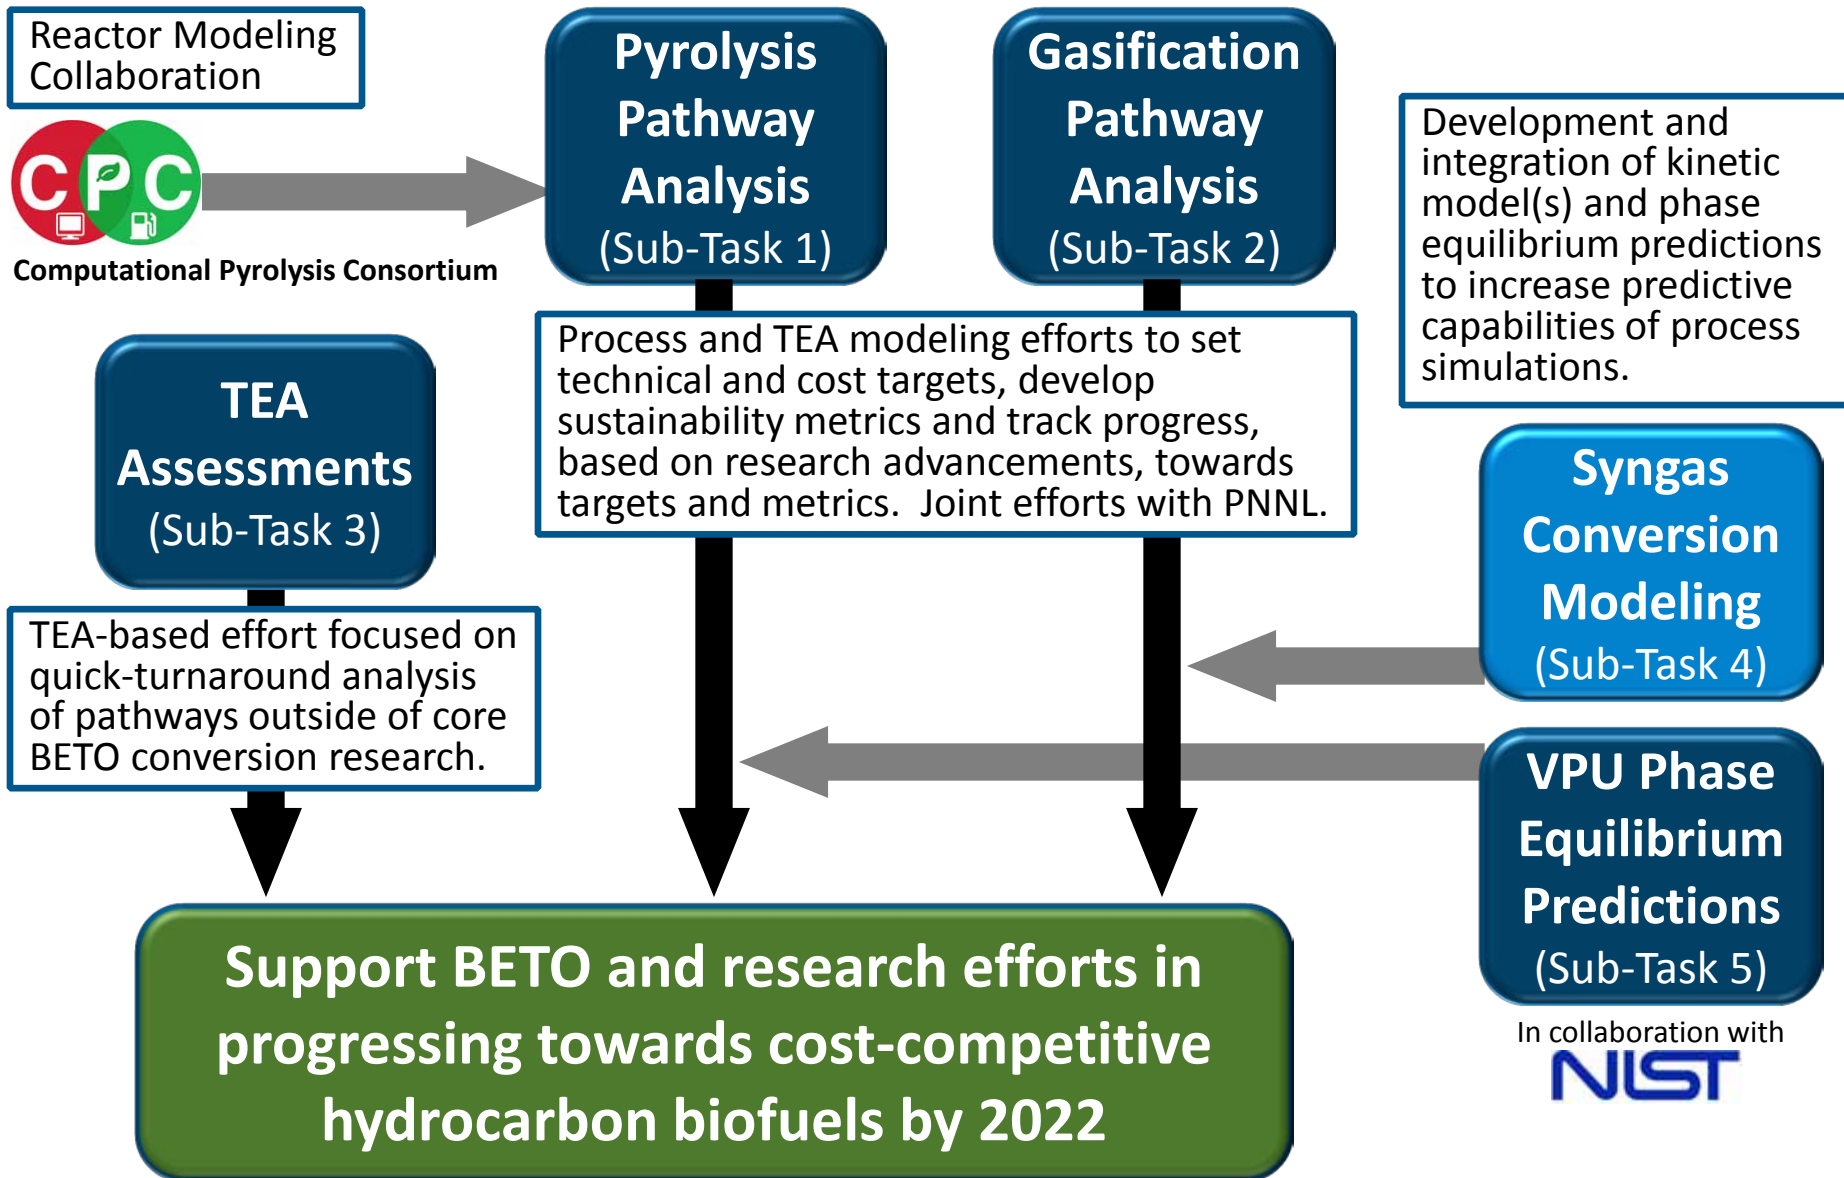 Reactor Modeling
Collaboration
CPC
Computational Pyrolysis Consortium
Pyrolysis
Pathway
Analysis
(Sub-Task 1)
Gasification
Pathway
Analysis
(Sub-Task 2)
Development and
integration of kinetic
model(s) and phase
equilibrium predictions
to increase predictive
capabilities of process
simulations.
Process and TEA modeling efforts to set
technical and cost targets, develop
sustainability metrics and track progress,
based on research advancements, towards
targets and metrics.  Joint efforts with PNNL.
TEA
Assessments
(Sub-Task 3)
TEA-based effort focused on
quick-turnaround analysis
of pathways outside of core
BETO conversion research.
Syngas
Conversion
Modeling
(Sub-Task 4)
VPU Phase
Equilibrium
Predictions
(Sub-Task 5)
In collaboration with
NIST
Support BETO and research efforts in
progressing towards cost-competitive
hydrocarbon biofuels by 2022